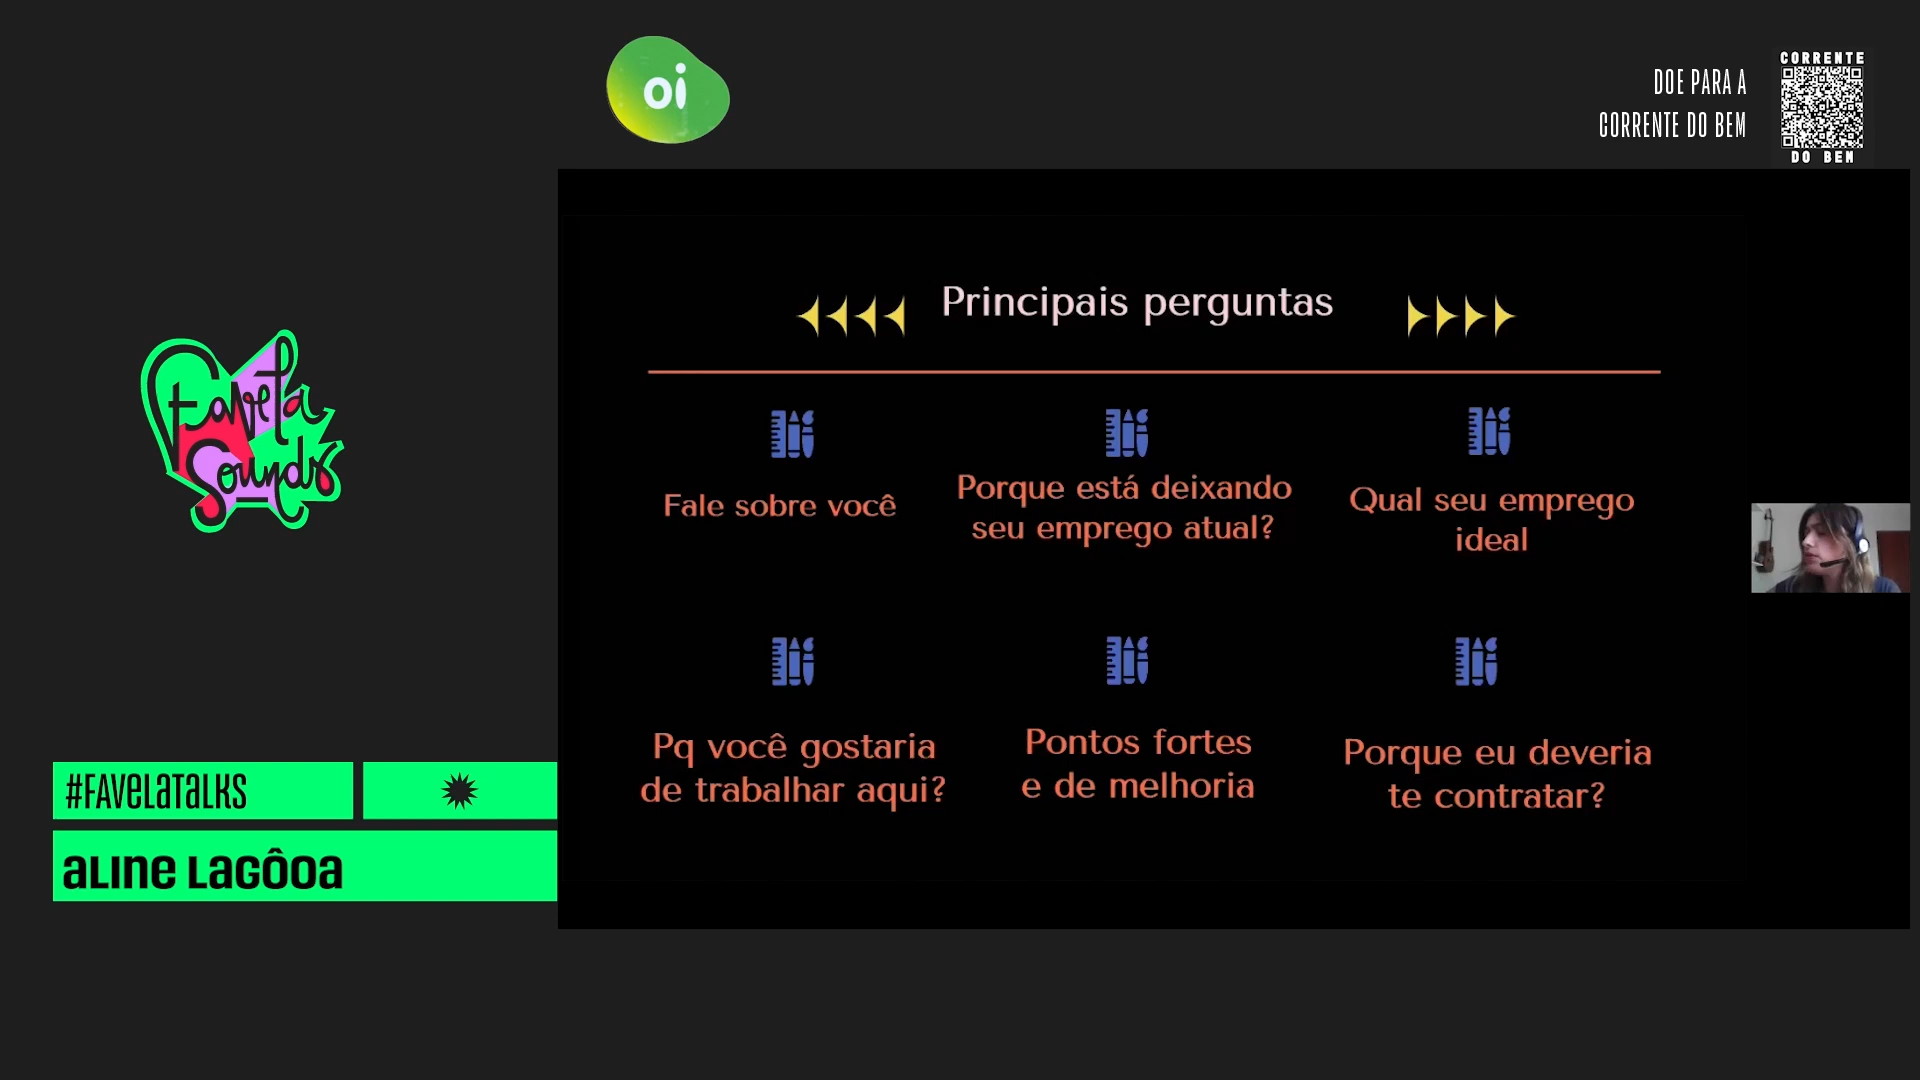 oi
DOE PARA A
CORRENTE DO BEM
CORRENTE
DO BEM
Principais perguntas
Fale sobre você
Porque está deixando
seu emprego atual?
Qual seu emprego
ideal
Pq você gostaria
de trabalhar aqui?
Pontos fortes
e de melhoria
Porque eu deveria
te contratar?
Favela
Sounds
#FAVELATALKS
ALINE LAGÔOA